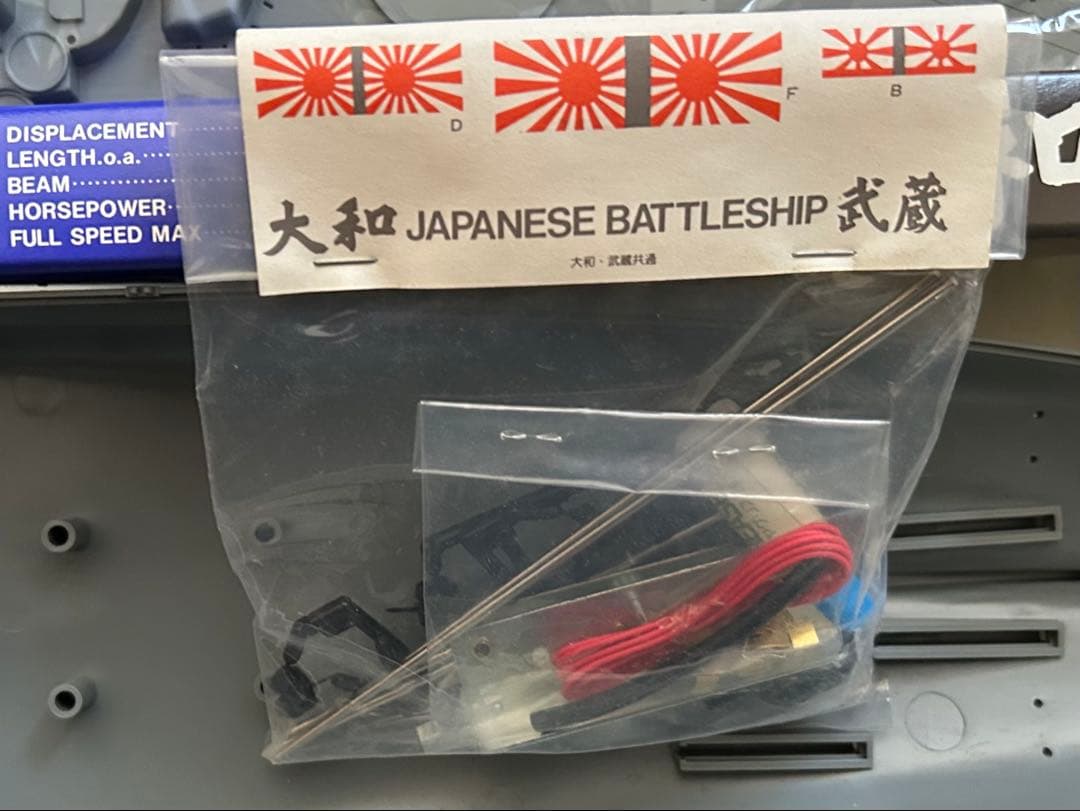 D
F
B
大和 JAPANESE BATTLESHIP 武蔵
大和・武蔵共通
DISPLACEMENT
LENGTH.o.a.
BEAM
HORSEPOWER
FULL SPEED MAX